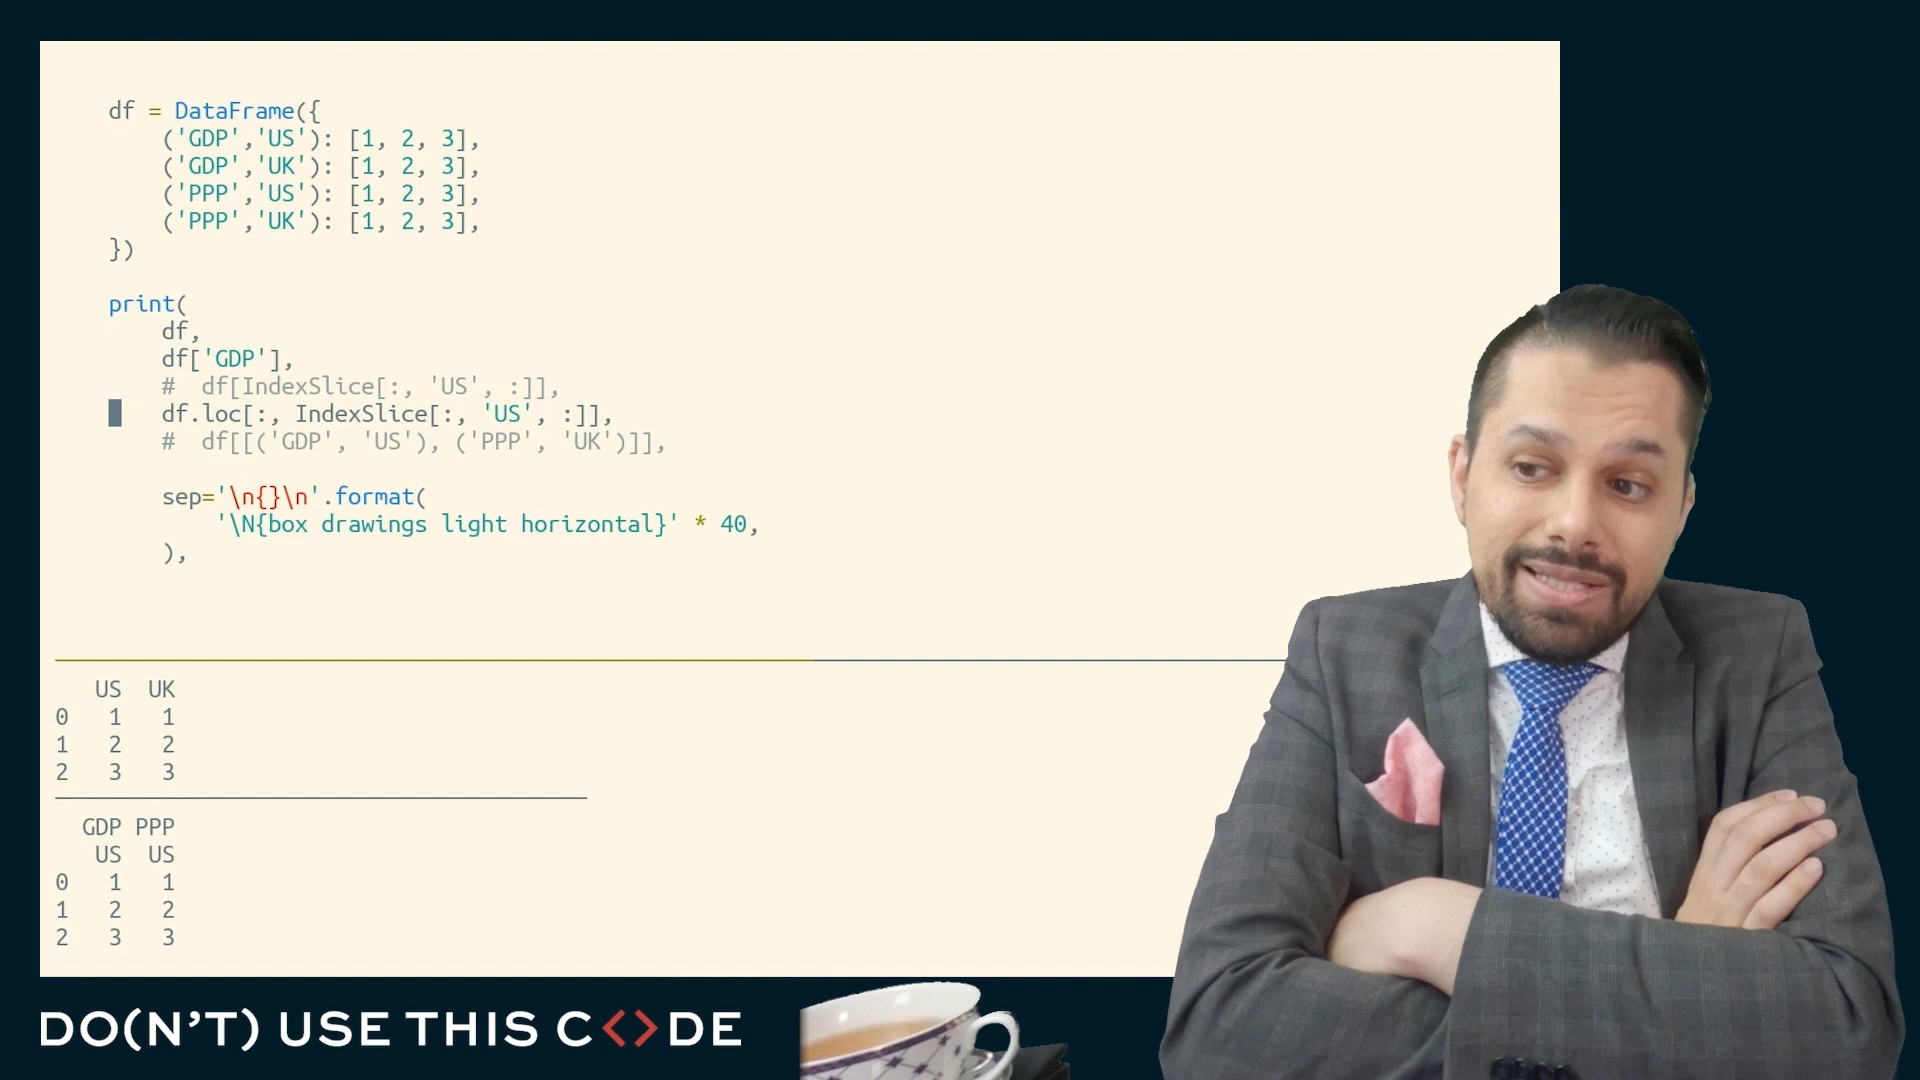 df = DataFrame({
    ('GDP','US'): [1, 2, 3],
    ('GDP','UK'): [1, 2, 3],
    ('PPP','US'): [1, 2, 3],
    ('PPP','UK'): [1, 2, 3],
})
print(
    df,
    df['GDP'],
    #  df[IndexSlice[:, 'US', :]],
    df.loc[:, IndexSlice[:, 'US', :]],
    #  df[[('GDP', 'US'), ('PPP', 'UK')]],
    sep='\n{}\n'.format(
        '\N{box drawings light horizontal}' * 40,
    ),
   US  UK
0   1   1
1   2   2
2   3   3
  GDP PPP
   US  US
0   1   1
1   2   2
2   3   3
DO(N'T) USE THIS C<>DE